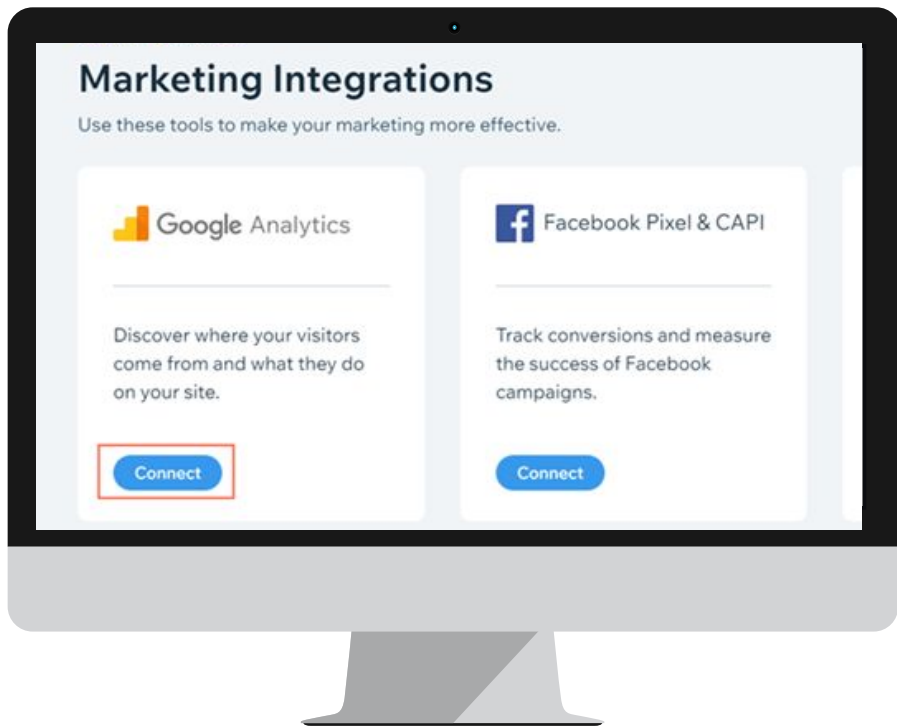 Marketing Integrations
Use these tools to make your marketing more effective.
Google Analytics
Discover where your visitors
come from and what they do
on your site.
Connect
Facebook Pixel & CAPI
Track conversions and measure
the success of Facebook
campaigns.
Connect